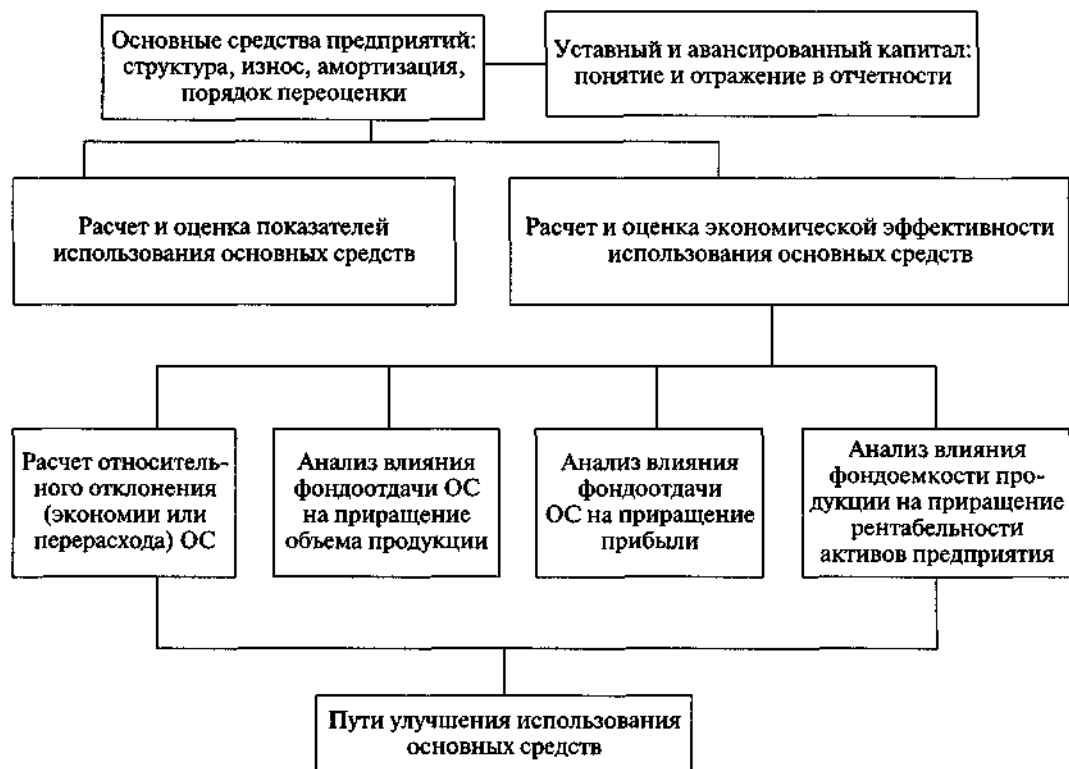 Основные средства предприятий:
структура, износ, амортизация,
порядок переоценки
Уставный и авансированный капитал:
понятие и отражение в отчетности
Расчет и оценка показателей
использования основных средств
Расчет и оценка экономической эффективности
использования основных средств
Расчет относитель-
ного отклонения
(экономии или
перерасхода) ОС
Анализ влияния
фондоотдачи ОС
на приращение
объема продукции
Анализ влияния
фондоотдачи
ОС на приращение
прибыли
Анализ влияния
фондоемкости про-
дукции на приращение
рентабельности
активов предприятия
Пути улучшения использования
основных средств